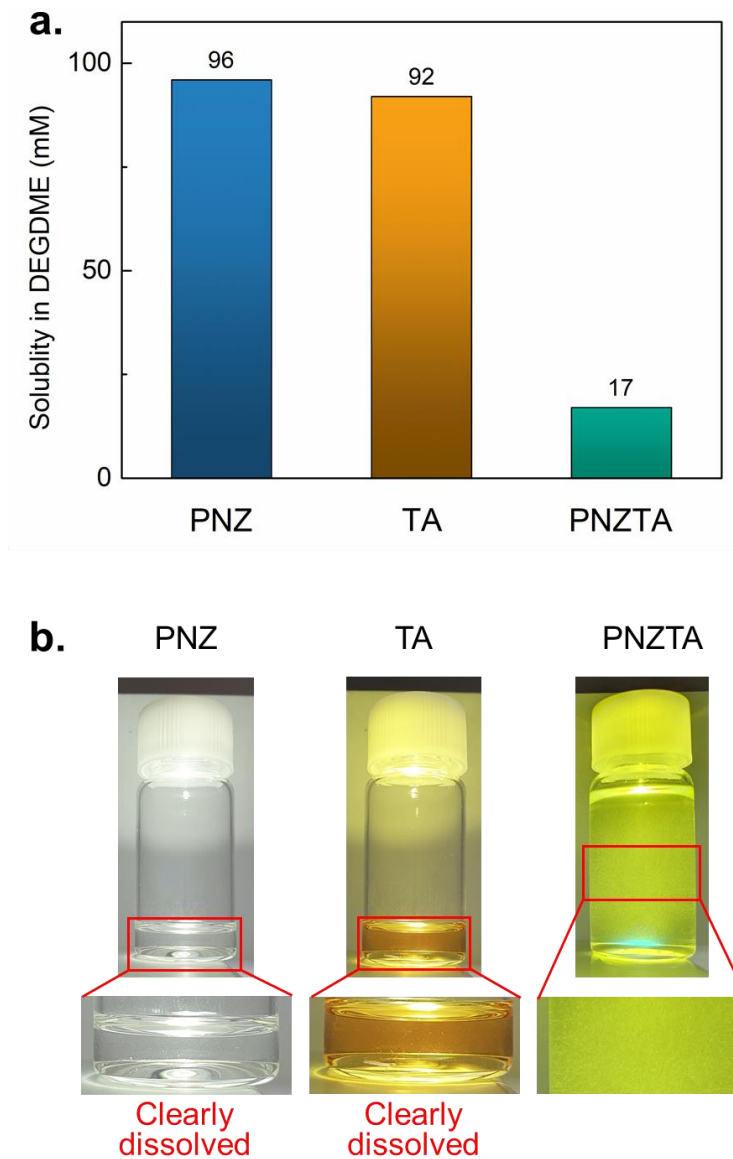 a.
Solublity in DEGDME (mM)
100
50
0
96
92
17
PNZ
TA
PNZTA
b.
PNZ
TA
PNZTA
Clearly
dissolved
Clearly
dissolved